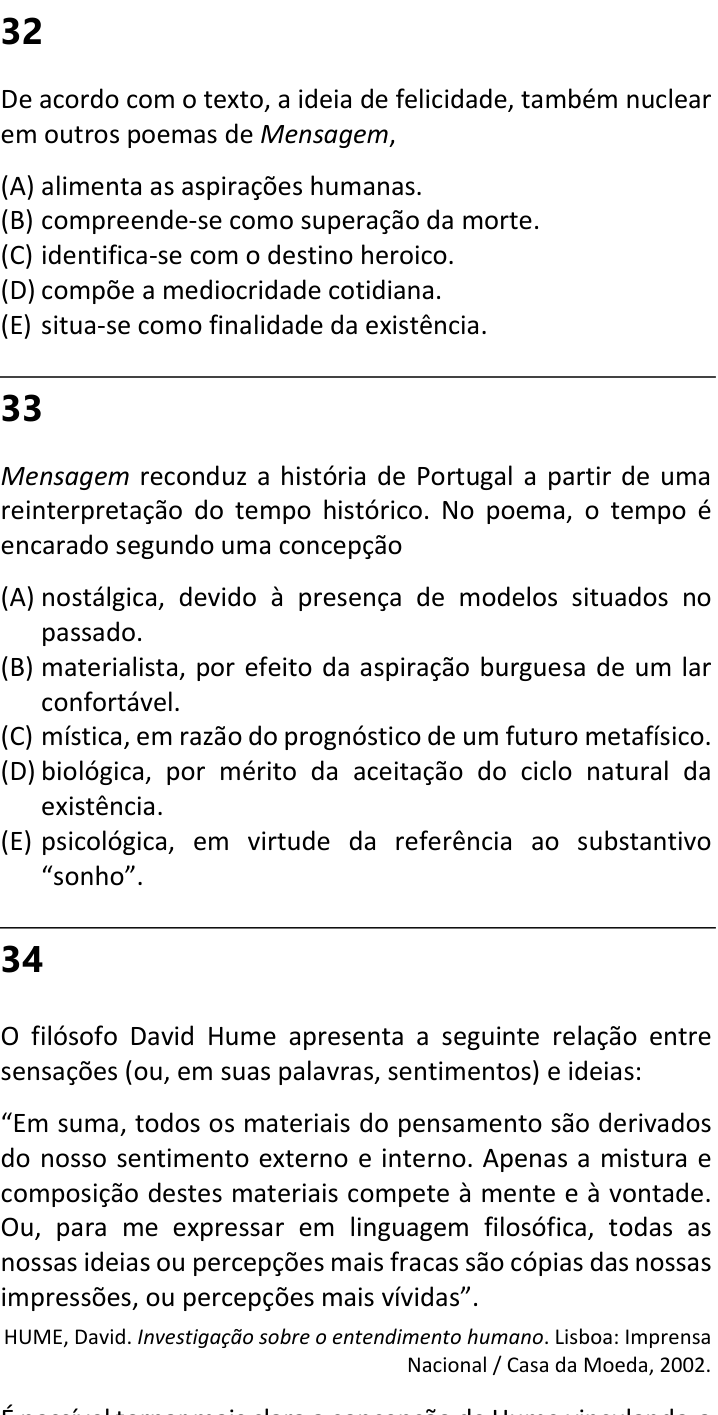 32
De acordo com o texto, a ideia de felicidade, também nuclear
em outros poemas de Mensagem,
(A) alimenta as aspirações humanas.
(B) compreende-se como superação da morte.
(C) identifica-se com o destino heroico.
(D) compõe a mediocridade cotidiana.
(E) situa-se como finalidade da existência.
33
Mensagem reconduz a história de Portugal a partir de uma
reinterpretação do tempo histórico. No poema, o tempo é
encarado segundo uma concepção
(A) nostálgica, devido à presença de modelos situados no
passado.
(B) materialista, por efeito da aspiração burguesa de um lar
confortável.
(C) mística, em razão do prognóstico de um futuro metafísico.
(D) biológica, por mérito da aceitação do ciclo natural da
existência.
(E) psicológica, em virtude da referência ao substantivo
“sonho”.
34
O filósofo David Hume apresenta a seguinte relação entre
sensações (ou, em suas palavras, sentimentos) e ideias:
“Em suma, todos os materiais do pensamento são derivados
do nosso sentimento externo e interno. Apenas a mistura e
composição destes materiais compete à mente e à vontade.
Ou, para me expressar em linguagem filosófica, todas as
nossas ideias ou percepções mais fracas são cópias das nossas
impressões, ou percepções mais vívidas”.
HUME, David. Investigação sobre o entendimento humano. Lisboa: Imprensa
Nacional / Casa da Moeda, 2002.